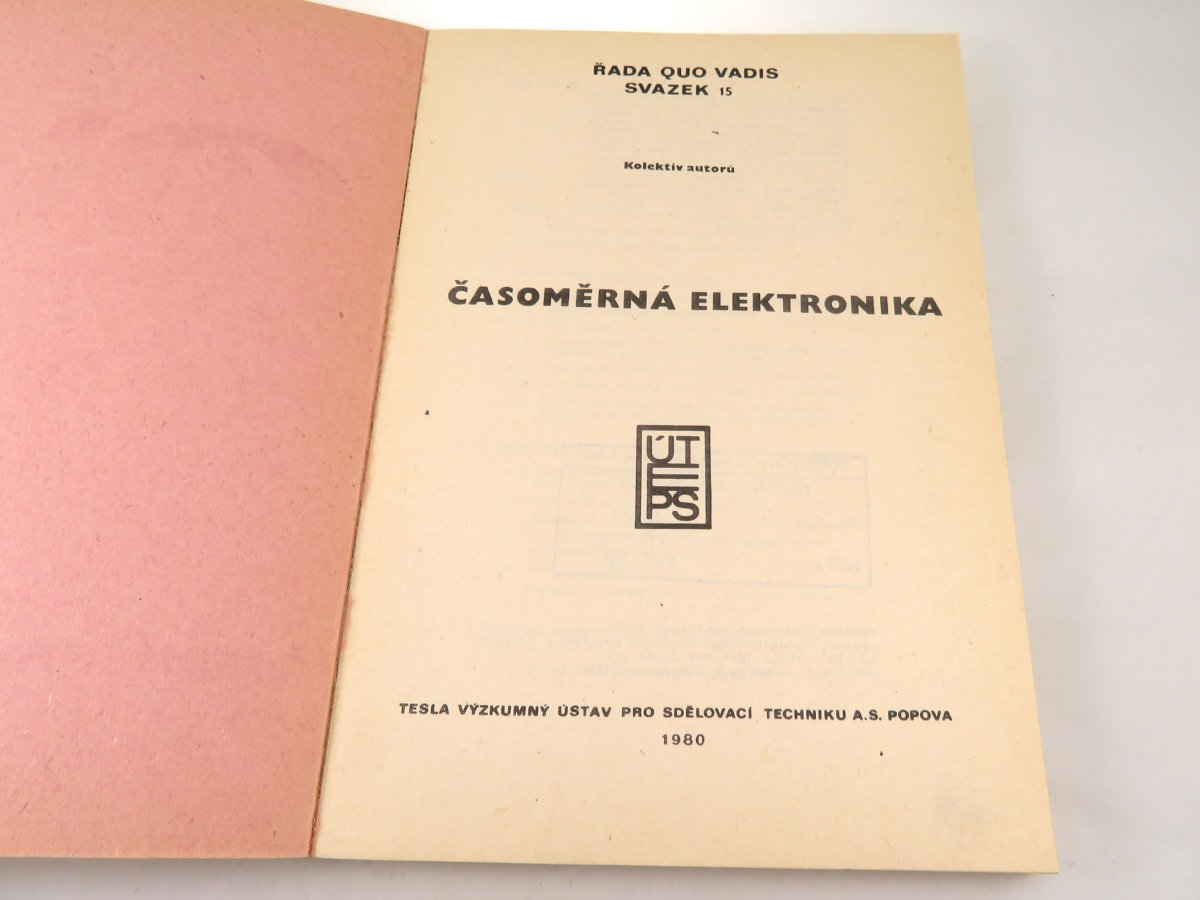 ŘADA QUO VADIS
SVAZEK 15
Kolektiv autorů
ČASOMĚRNÁ ELEKTRONIKA
ÚT
E
PS
TESLA VÝZKUMNÝ ÚSTAV PRO SDĚLOVACÍ TECHNIKU A.S. POPOVA
1980